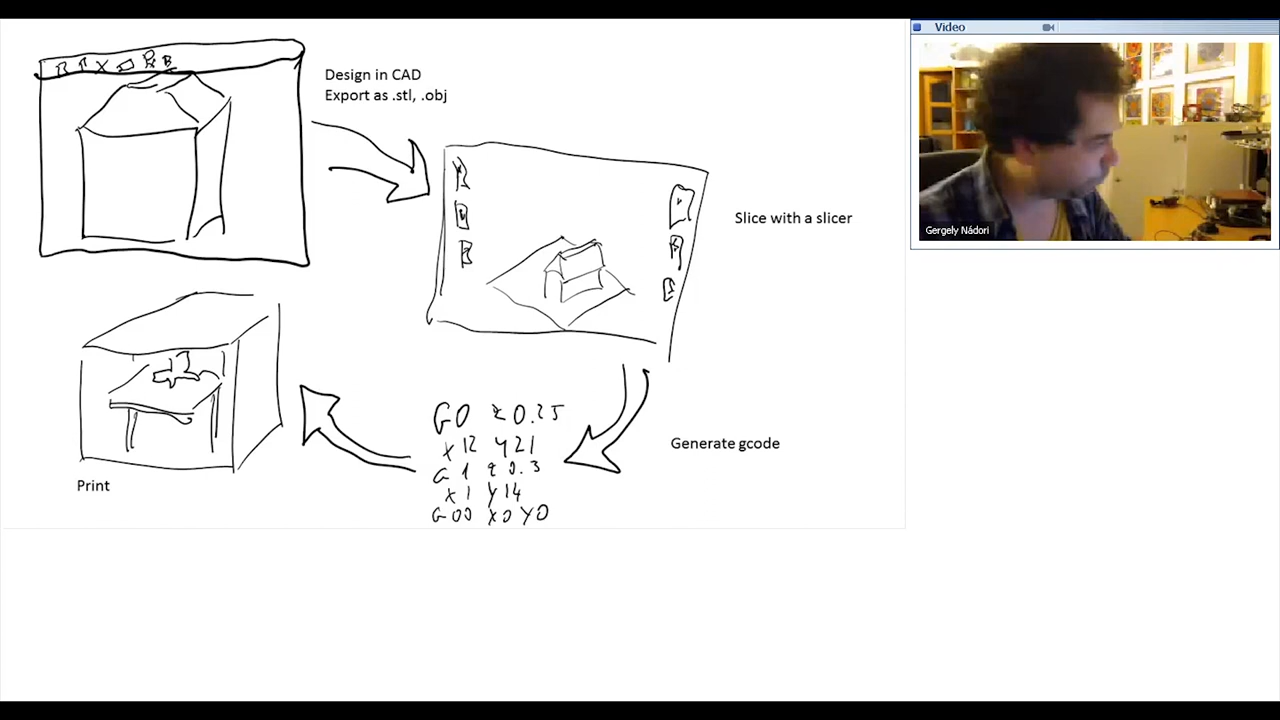 Video
Design in CAD
Export as .stl, .obj
Slice with a slicer
Gergely Nádori
G0 z0.25
x12 y21
G1 z0.3
x1 y14
G00 X0 Y0
Generate gcode
Print